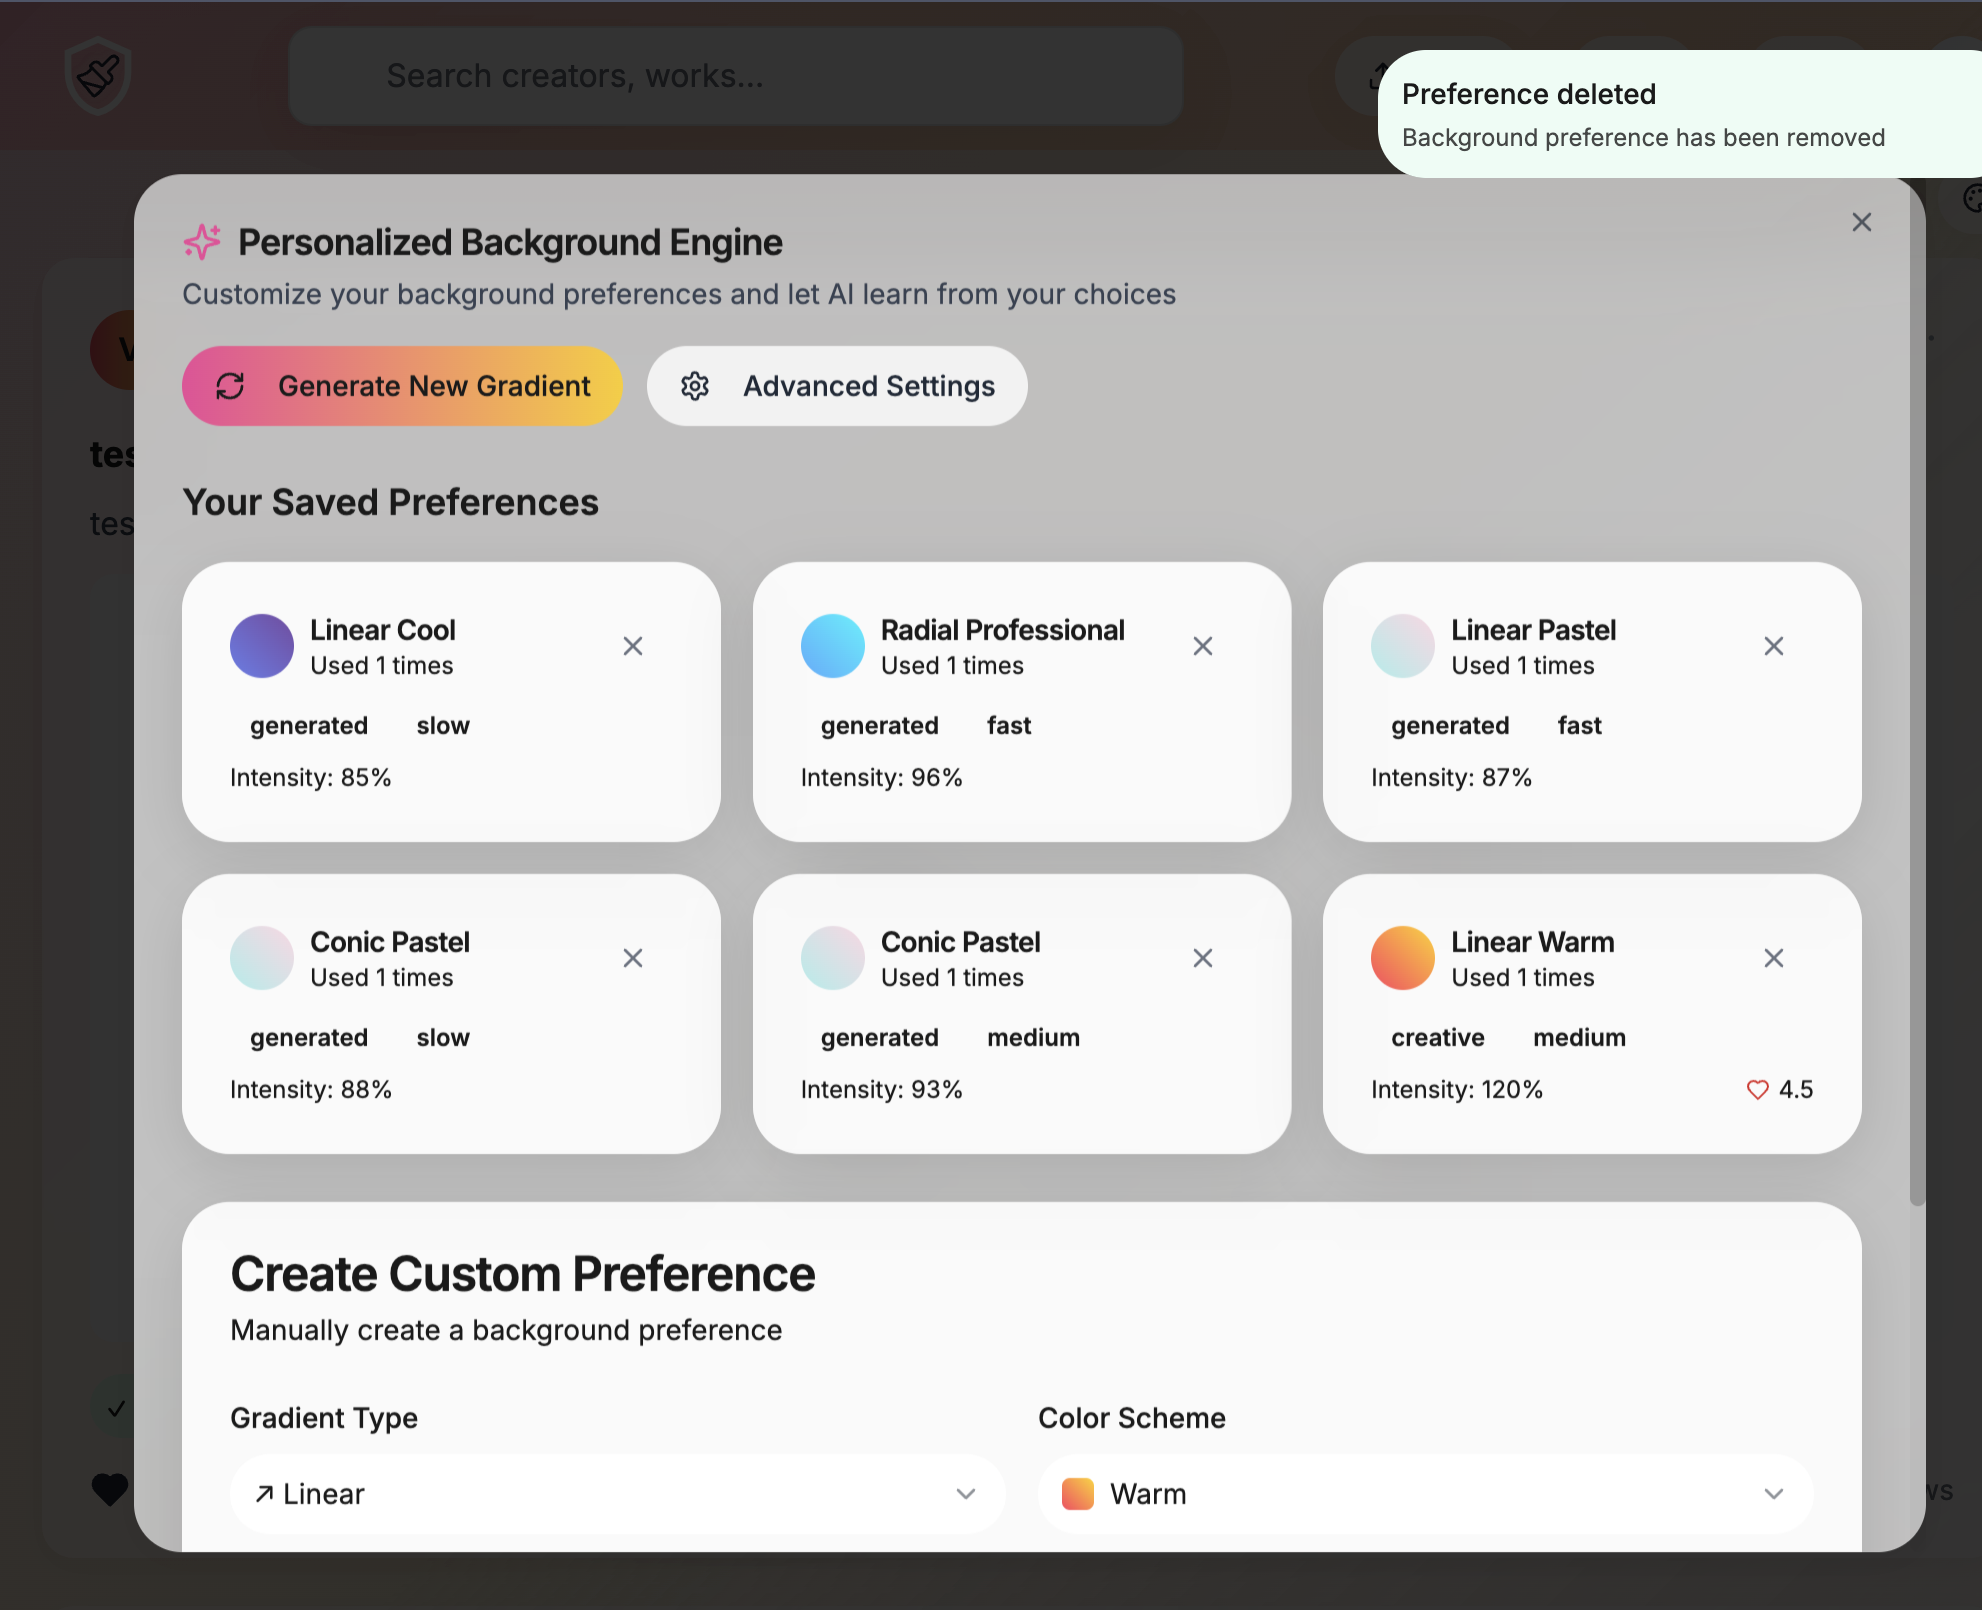 Search creators, works...
Preference deleted
Background preference has been removed
Personalized Background Engine
Customize your background preferences and let AI learn from your choices
Generate New Gradient
Advanced Settings
tes
tes
Your Saved Preferences
Linear Cool
Used 1 times
generated slow
Intensity: 85%
Radial Professional
Used 1 times
generated fast
Intensity: 96%
Linear Pastel
Used 1 times
generated fast
Intensity: 87%
Conic Pastel
Used 1 times
generated slow
Intensity: 88%
Conic Pastel
Used 1 times
generated medium
Intensity: 93%
Linear Warm
Used 1 times
creative medium
Intensity: 120%
4.5
Create Custom Preference
Manually create a background preference
Gradient Type
Linear
Color Scheme
Warm